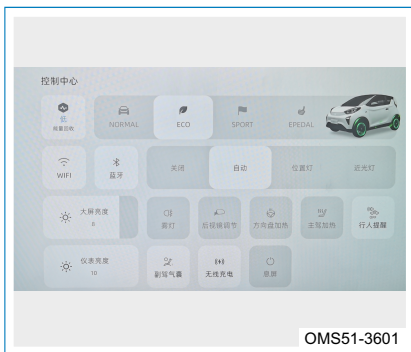 控制中心
低
能量回收
NORMAL
ECO
SPORT
EPEDAL
WIFI
蓝牙
关闭
自动
位置灯
近光灯
大屏亮度
8
雾灯
后视镜调节
方向盘加热
主驾加热
行人提醒
仪表亮度
10
副驾气囊
无线充电
息屏
OMS51-3601